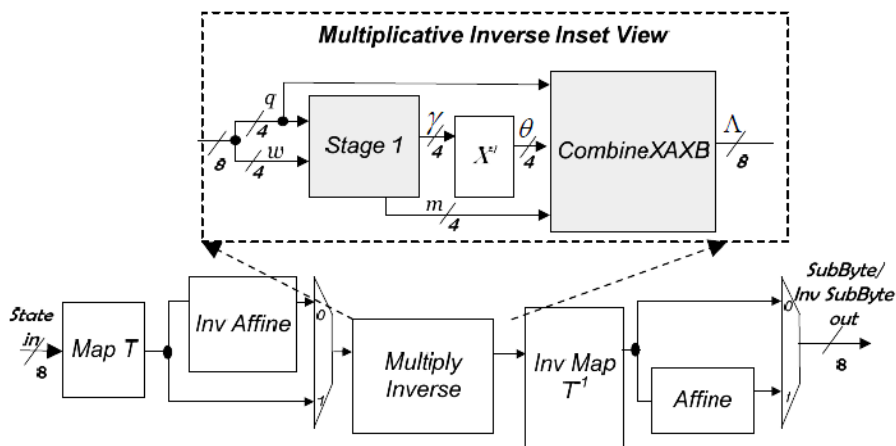 Multiplicative Inverse Inset View
q
4
8
w
4
Stage 1
γ
4
X⁻¹
θ
4
CombineXAXB
Λ
8
m
4
State
in
8
Map T
Inv Affine
0
1
Multiply
Inverse
Inv Map
T¹
Affine
0
1
SubByte/
Inv SubByte
out
8